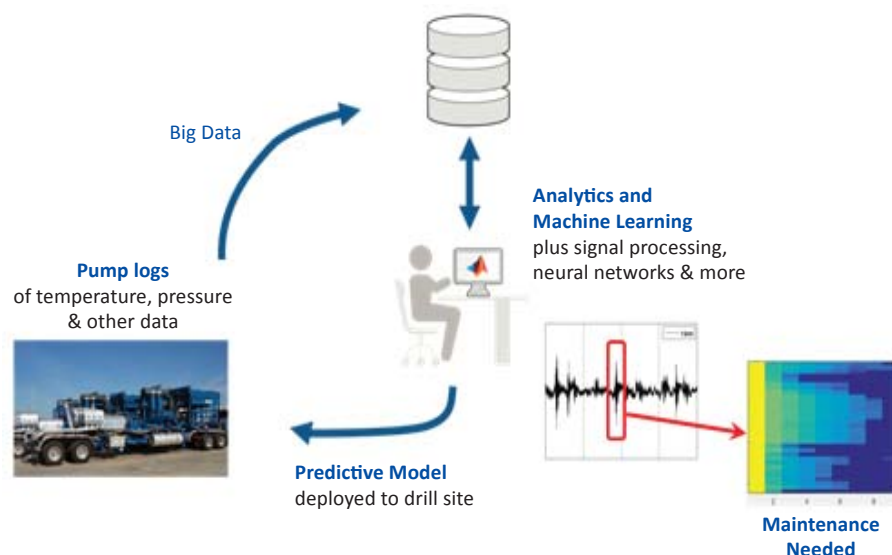 Big Data
Analytics and
Machine Learning
plus signal processing,
neural networks & more
Pump logs
of temperature, pressure
& other data
Predictive Model
deployed to drill site
Maintenance
Needed